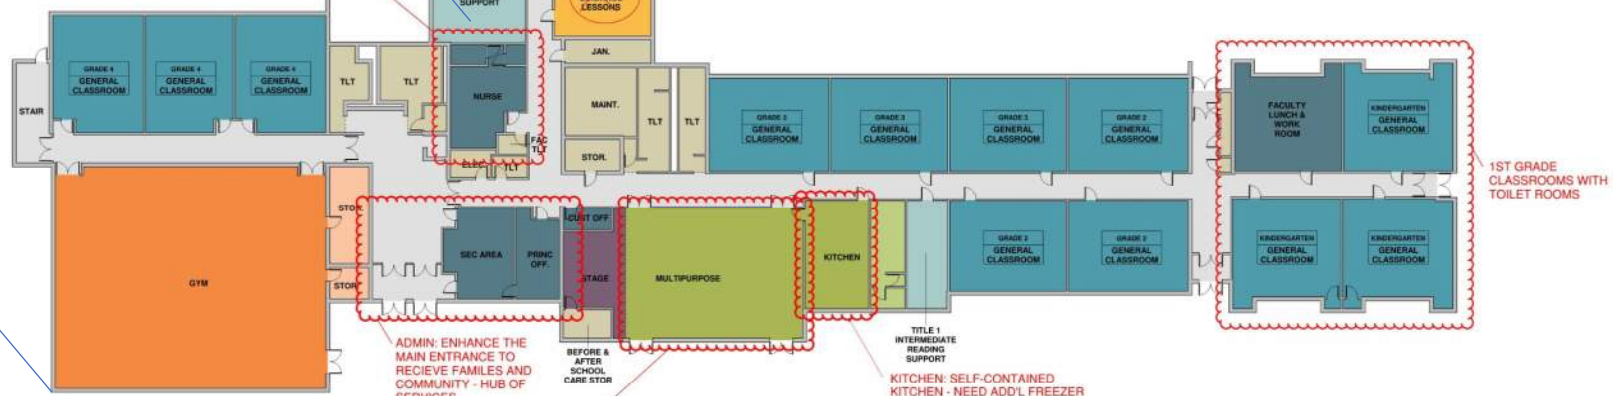 SUPPORT
LESSONS
JAN.
GRADE 4
GENERAL
CLASSROOM
GRADE 4
GENERAL
CLASSROOM
GRADE 4
GENERAL
CLASSROOM
STAIR
TLT
TLT
NURSE
MAINT.
TLT
TLT
FAC
TLT
STOR.
ELEC
TLT
GENERAL
CLASSROOM
GRADE 3
GENERAL
CLASSROOM
GENERAL
CLASSROOM
GRADE 2
GENERAL
CLASSROOM
FACULTY
LUNCH &
WORK
ROOM
KINDERGARTEN
GENERAL
CLASSROOM
1ST GRADE
CLASSROOMS WITH
TOILET ROOMS
GYM
STOR.
STOR
SEC AREA
PRINC
OFF.
CUST OFF
STAGE
MULTIPURPOSE
KITCHEN
GRADE 2
GENERAL
CLASSROOM
GRADE 2
GENERAL
CLASSROOM
KINDERGARTEN
GENERAL
CLASSROOM
KINDERGARTEN
GENERAL
CLASSROOM
ADMIN: ENHANCE THE
MAIN ENTRANCE TO
RECIEVE FAMILES AND
COMMUNITY - HUB OF
SERVICES
BEFORE &
AFTER
SCHOOL
CARE STOR
TITLE 1
INTERMEDIATE
READING
SUPPORT
KITCHEN: SELF-CONTAINED
KITCHEN - NEED ADD'L FREEZER